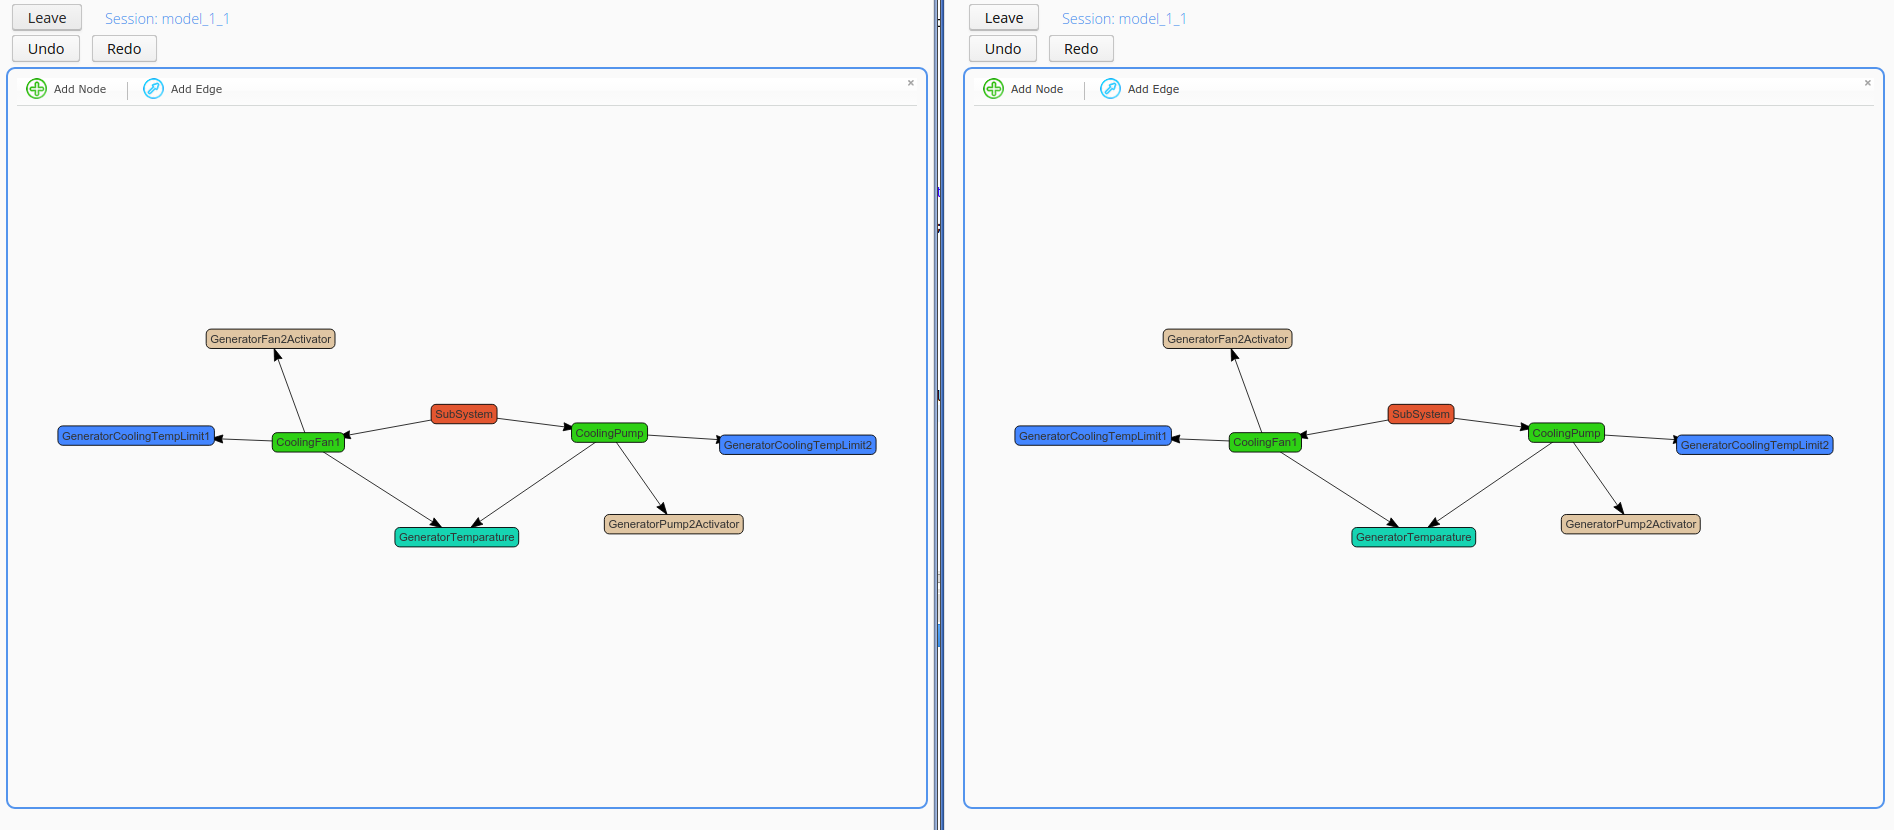 Leave Session: model_1_1
Undo Redo
Add Node Add Edge ×
GeneratorFan2Activator
SubSystem
GeneratorCoolingTempLimit1
CoolingFan1
CoolingPump
GeneratorCoolingTempLimit2
GeneratorPump2Activator
GeneratorTemparature
Leave Session: model_1_1
Undo Redo
Add Node Add Edge ×
GeneratorFan2Activator
SubSystem
GeneratorCoolingTempLimit1
CoolingFan1
CoolingPump
GeneratorCoolingTempLimit2
GeneratorPump2Activator
GeneratorTemparature